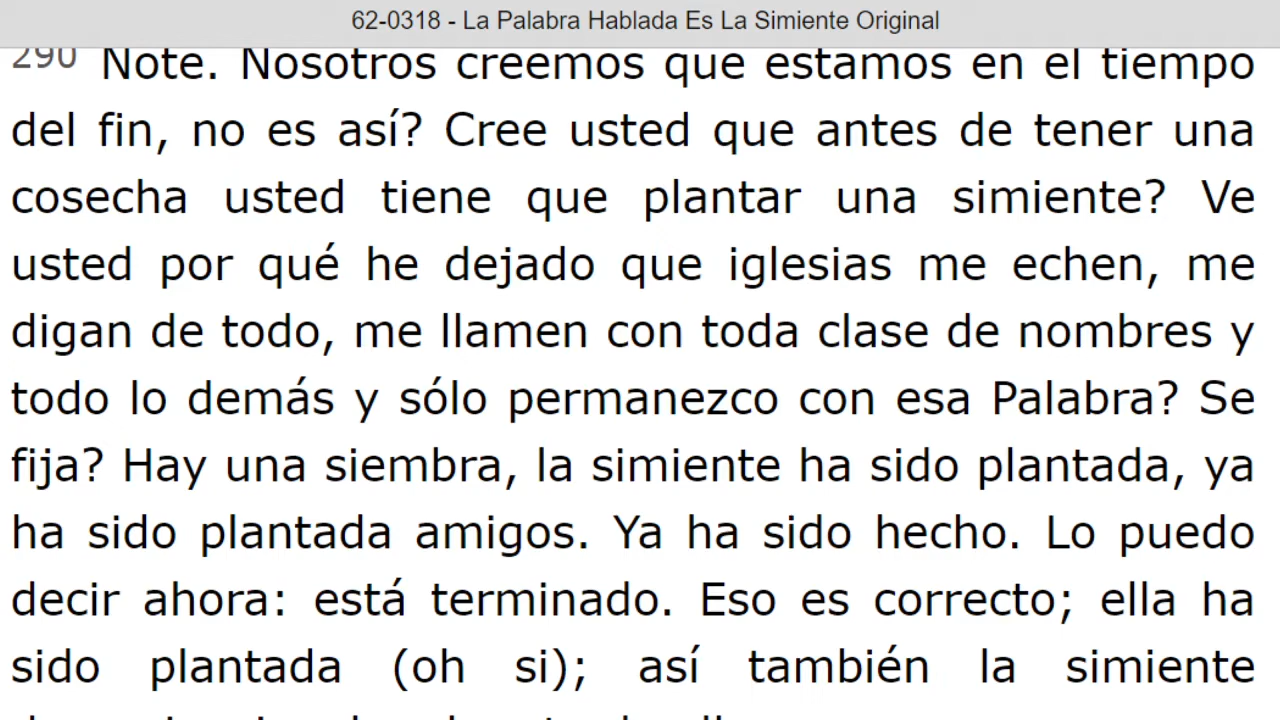 62-0318 - La Palabra Hablada Es La Simiente Original
290 Note. Nosotros creemos que estamos en el tiempo
del fin, no es así? Cree usted que antes de tener una
cosecha usted tiene que plantar una simiente? Ve
usted por qué he dejado que iglesias me echen, me
digan de todo, me llamen con toda clase de nombres y
todo lo demás y sólo permanezco con esa Palabra? Se
fija? Hay una siembra, la simiente ha sido plantada, ya
ha sido plantada amigos. Ya ha sido hecho. Lo puedo
decir ahora: está terminado. Eso es correcto; ella ha
sido plantada (oh si); así también la simiente